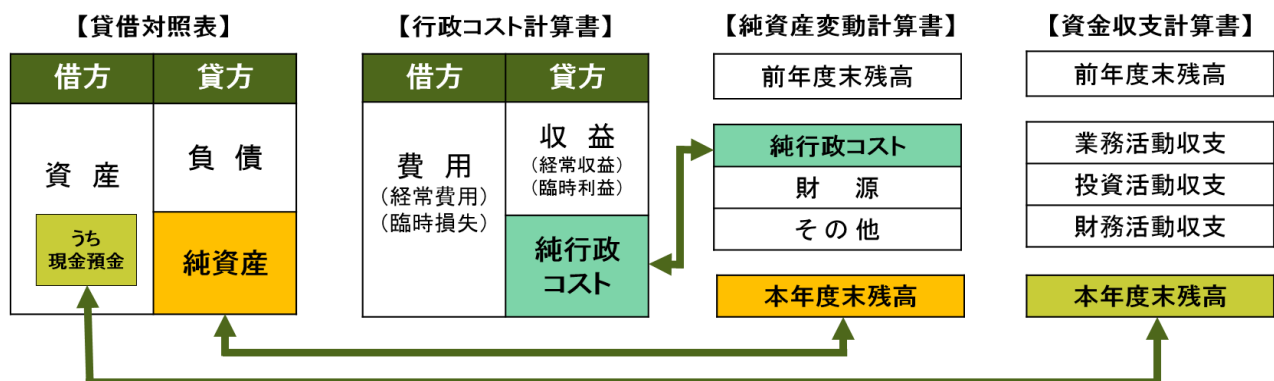 【貸借対照表】
借方
貸方
資産
うち
現金預金
負債
純資産
【行政コスト計算書】
借方
貸方
費用
(経常費用)
(臨時損失)
収益
(経常収益)
(臨時利益)
純行政
コスト
【純資産変動計算書】
前年度末残高
純行政コスト
財源
その他
本年度末残高
【資金収支計算書】
前年度末残高
業務活動収支
投資活動収支
財務活動収支
本年度末残高